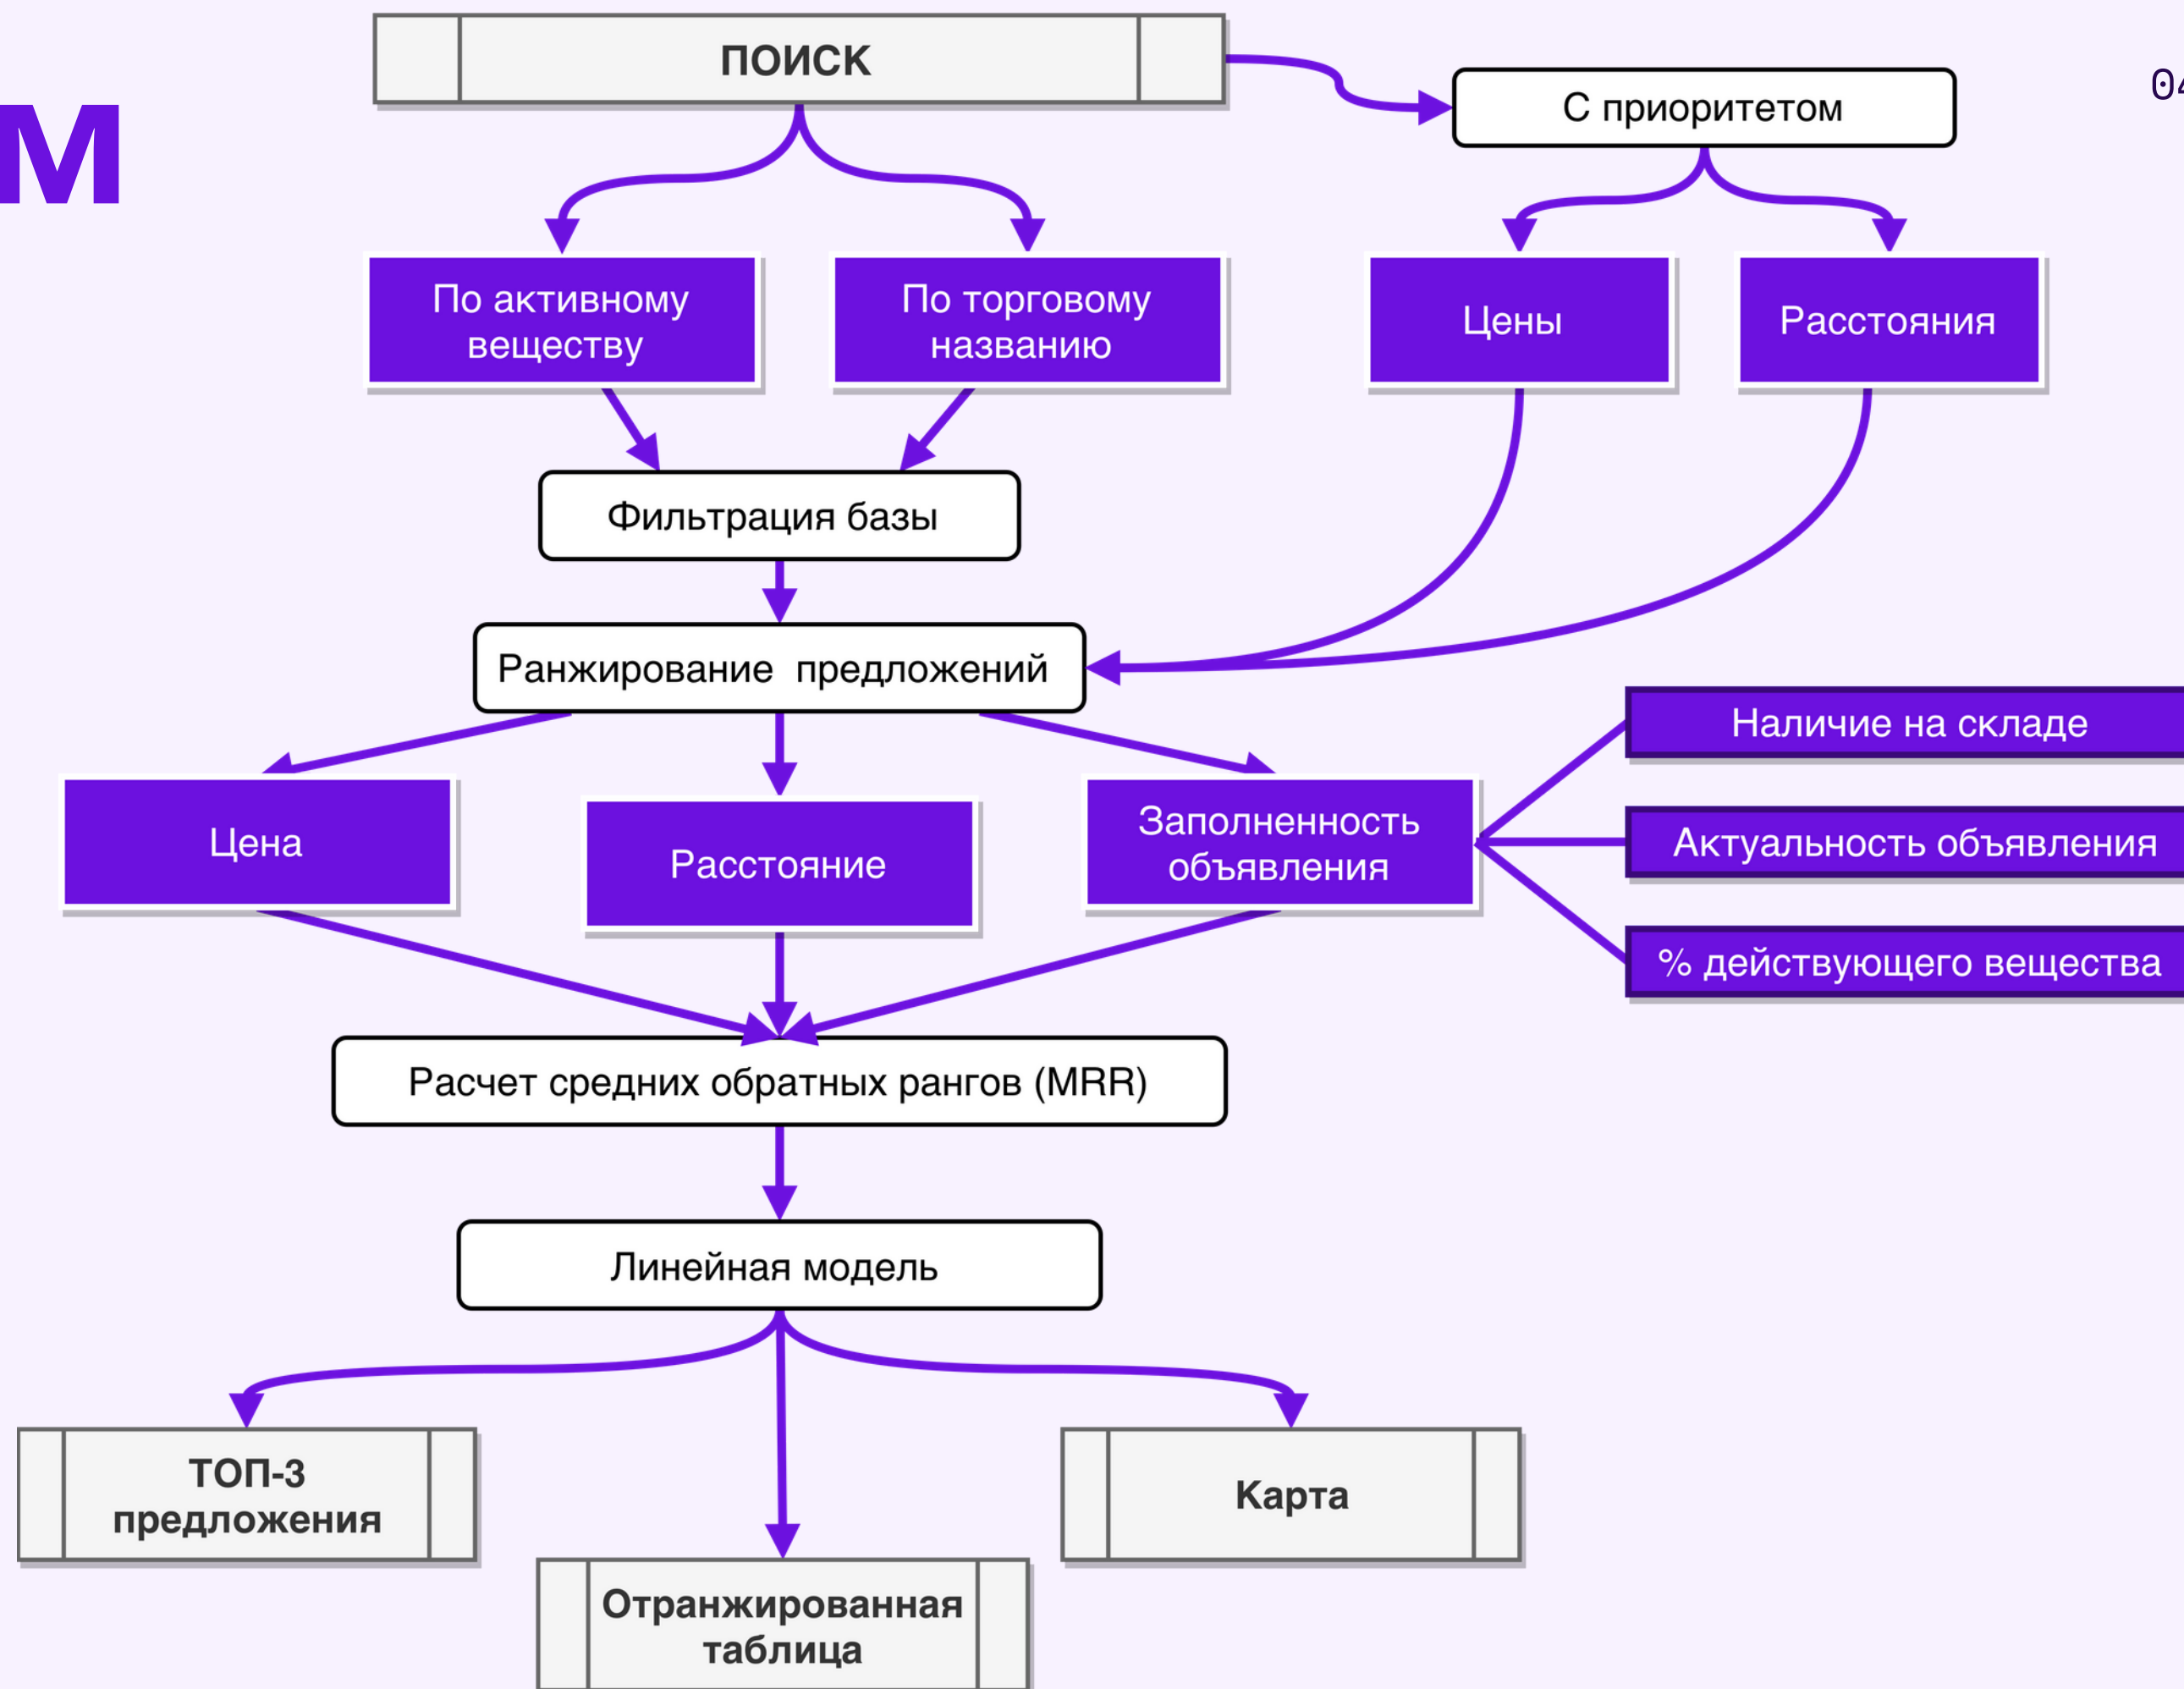 ПОИСК
С приоритетом
04
М
По активному
веществу
По торговому
названию
Цены
Расстояния
Фильтрация базы
Ранжирование предложений
Наличие на складе
Цена
Расстояние
Заполненность
объявления
Актуальность объявления
% действующего вещества
Расчет средних обратных рангов (MRR)
Линейная модель
ТОП-3
предложения
Карта
Отранжированная
таблица